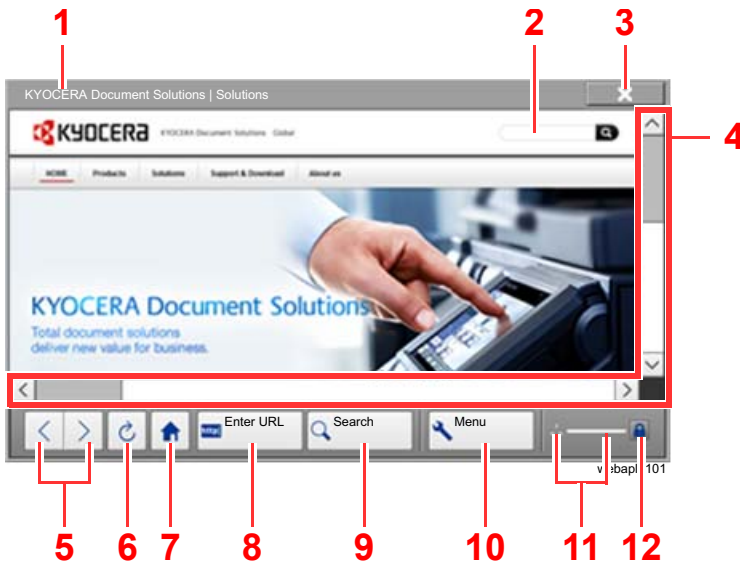 1 2 3
KYOCERA Document Solutions | Solutions
KYOCERA KYOCERA Document Solutions Global
4
HOME Products Solutions Support & Download About us
KYOCERA Document Solutions
Total document solutions
deliver new value for business.
Enter URL Search Menu
5 6 7 8 9 10 11 12